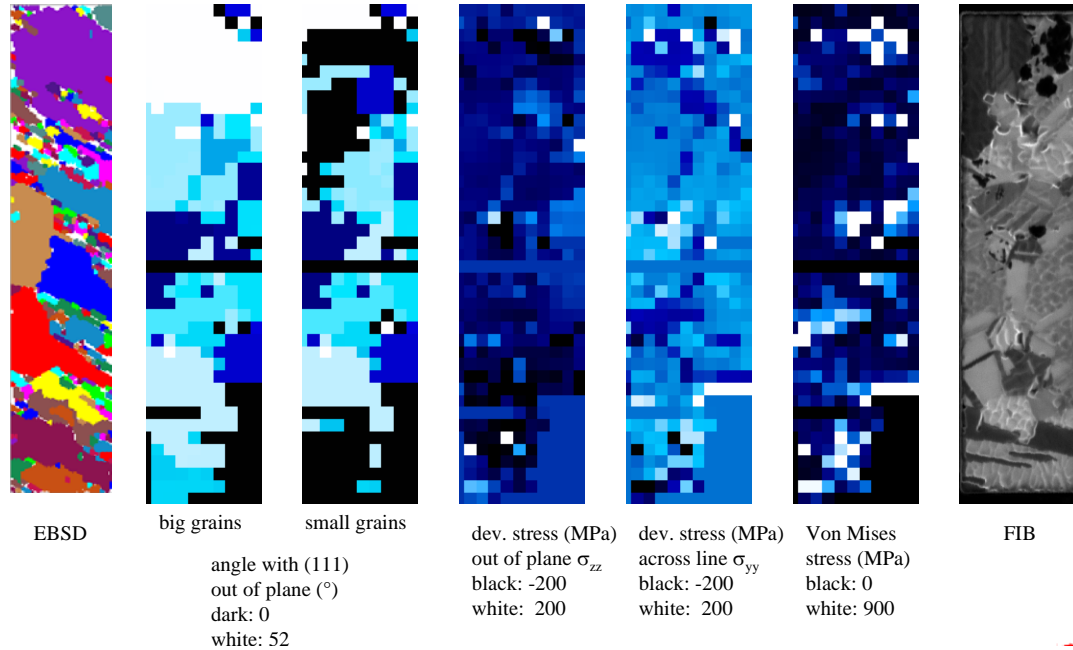 EBSD
big grains
small grains
angle with (111)
out of plane (°)
dark: 0
white: 52
dev. stress (MPa)
out of plane σzz
black: -200
white: 200
dev. stress (MPa)
across line σyy
black: -200
white: 200
Von Mises
stress (MPa)
black: 0
white: 900
FIB